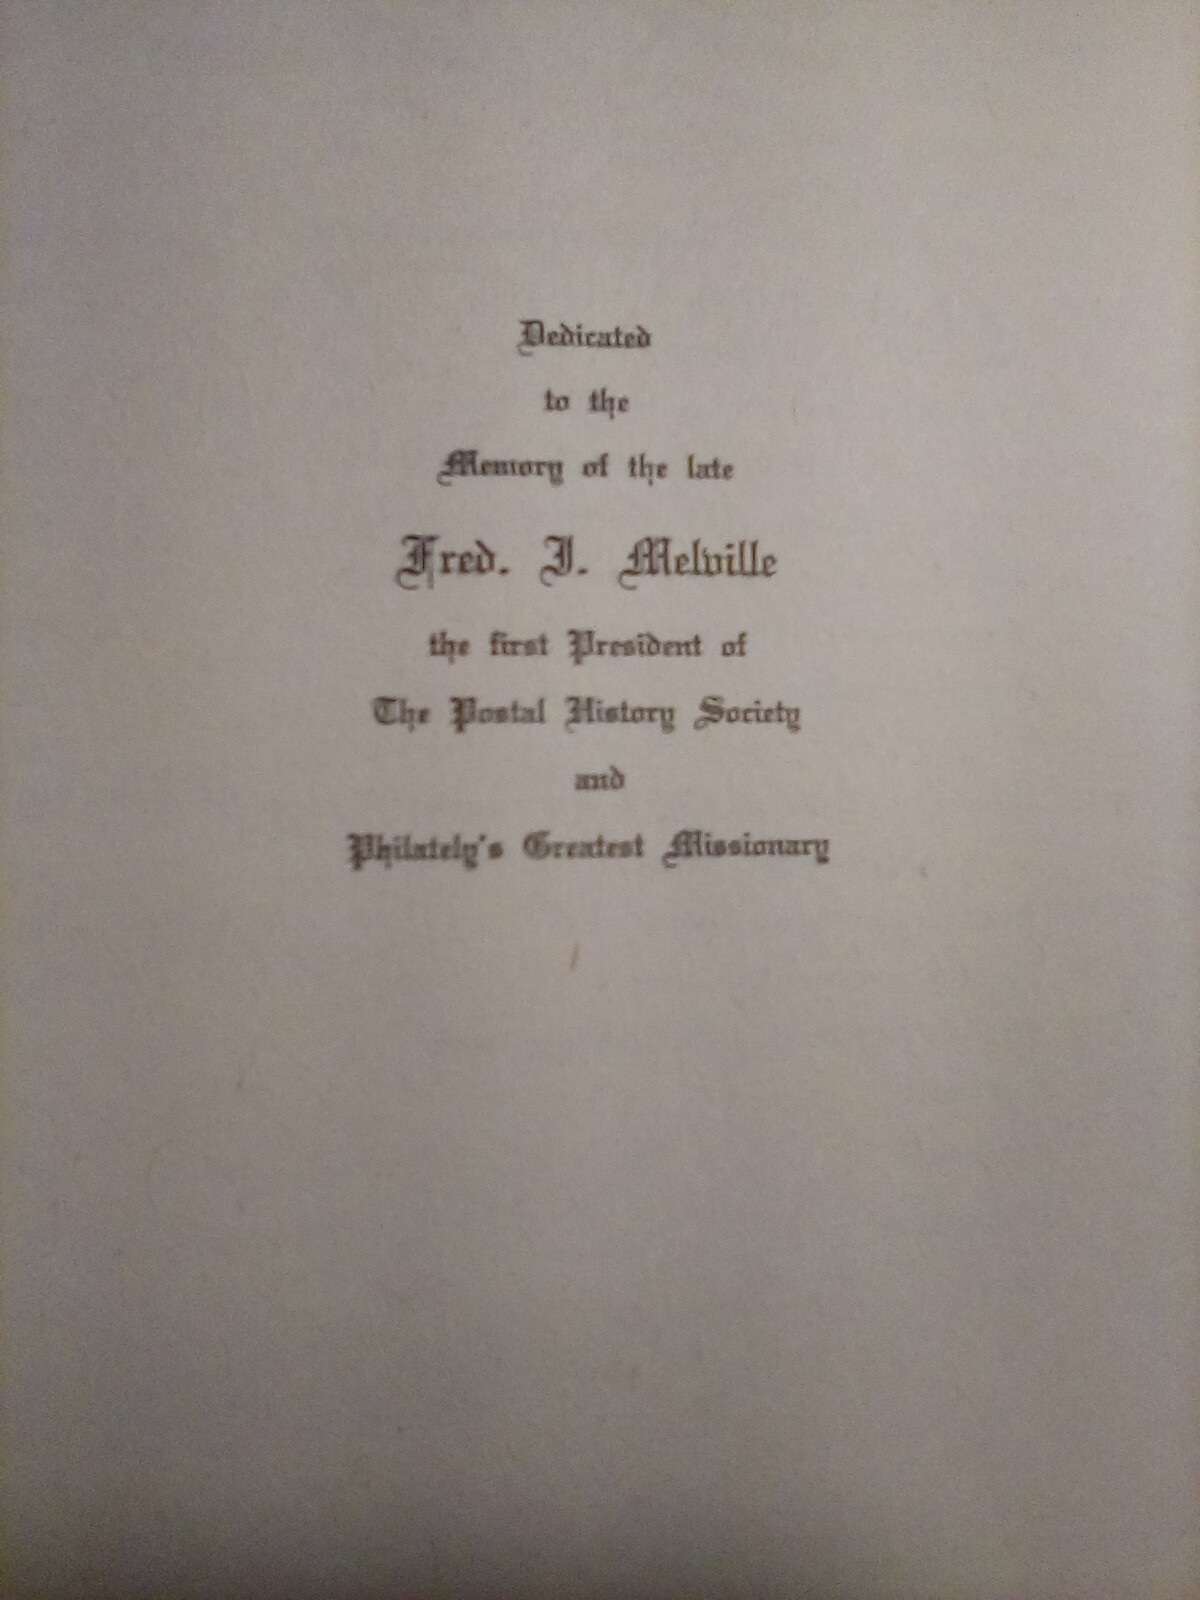 Dedicated
to the
Memory of the late
Fred. J. Melville
the first President of
The Postal History Society
and
Philately's Greatest Missionary